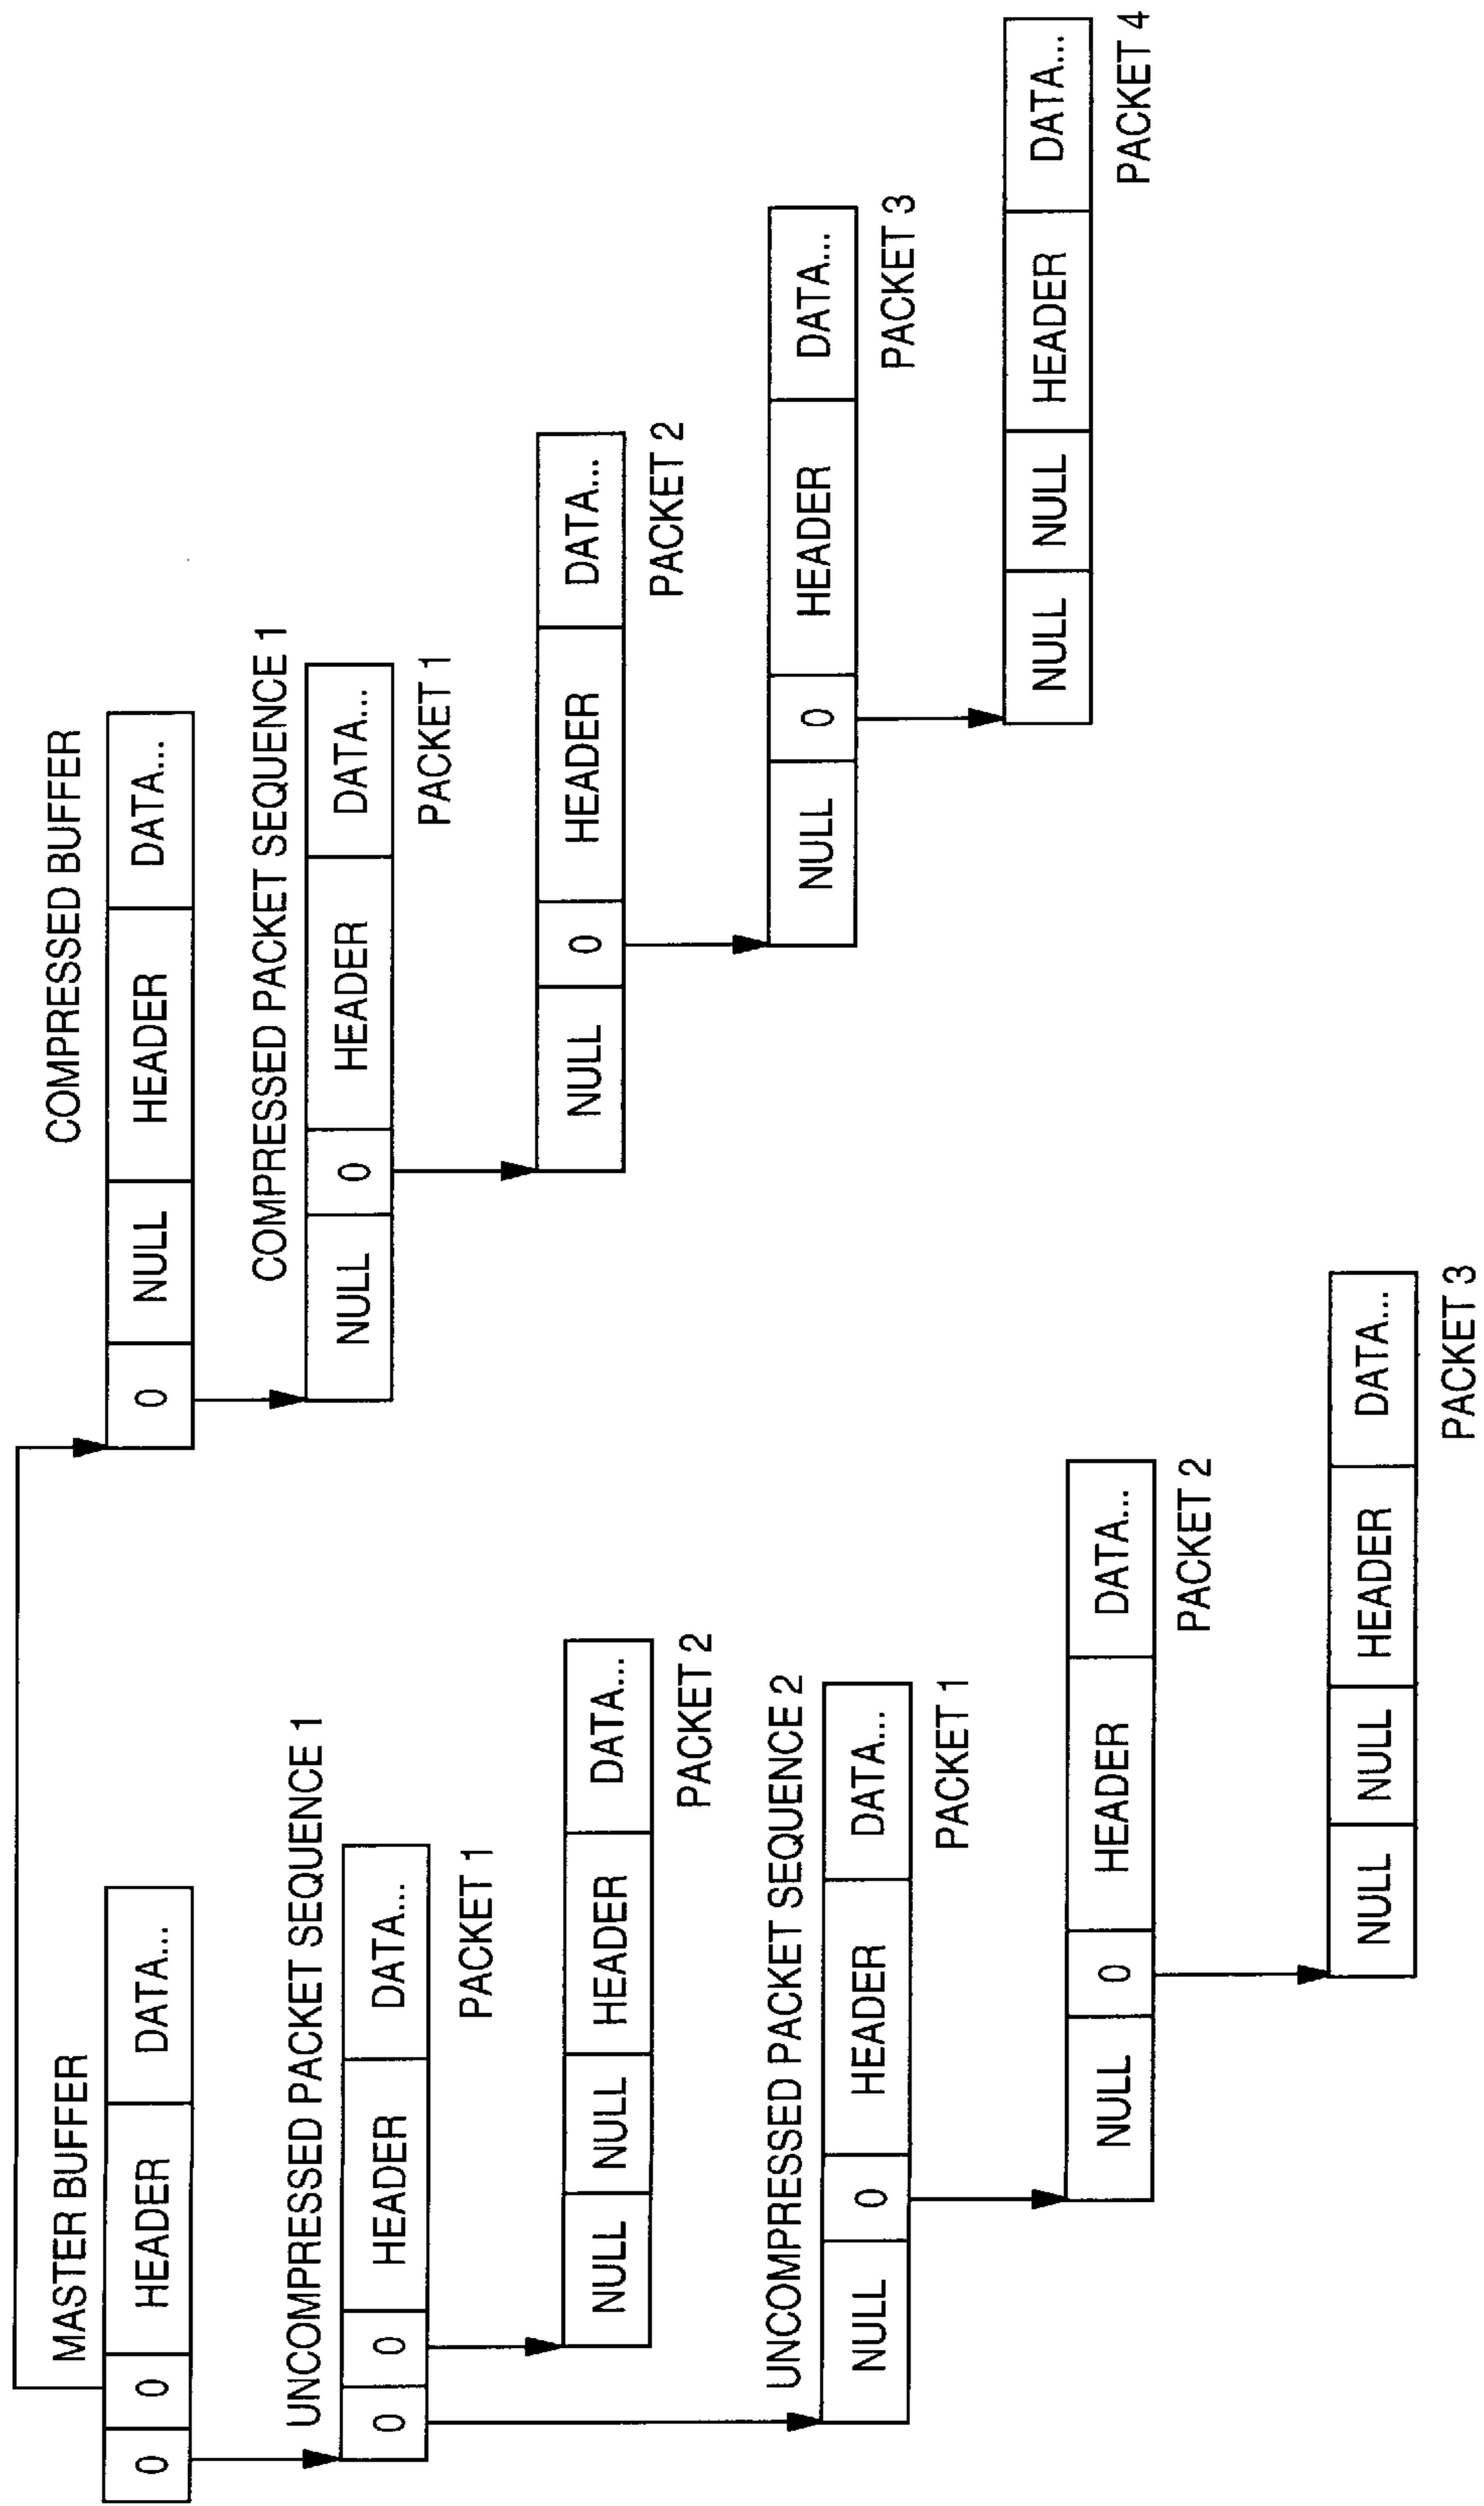 MASTER BUFFER
0 0 HEADER DATA...
COMPRESSED BUFFER
0 NULL HEADER DATA...
UNCOMPRESSED PACKET SEQUENCE 1
0 0 HEADER DATA...
PACKET 1
NULL NULL HEADER DATA...
PACKET 2
UNCOMPRESSED PACKET SEQUENCE 2
NULL 0 HEADER DATA...
PACKET 1
NULL 0 HEADER DATA...
PACKET 2
NULL NULL HEADER DATA...
PACKET 3
COMPRESSED PACKET SEQUENCE 1
NULL 0 HEADER DATA...
PACKET 1
NULL 0 HEADER DATA...
PACKET 2
NULL 0 HEADER DATA...
PACKET 3
NULL NULL HEADER DATA...
PACKET 4